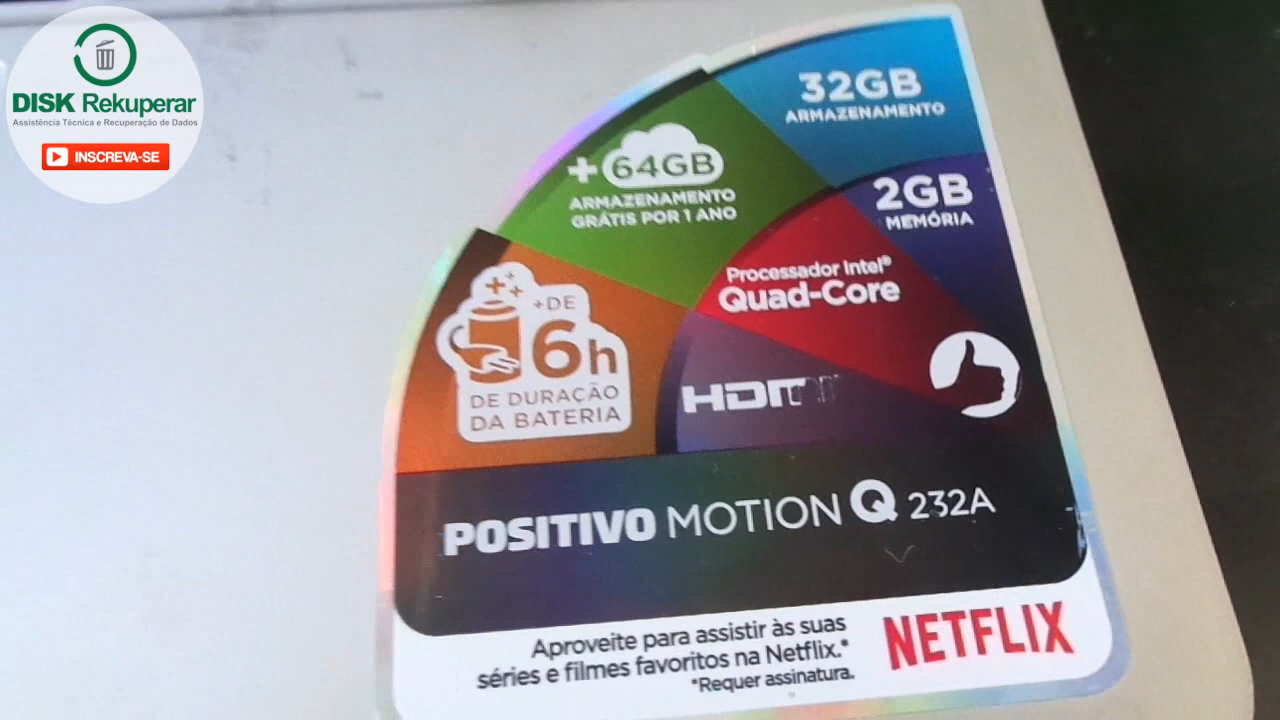 DISK Rekuperar
Assistência Técnica e Recuperação de Dados
INSCREVA-SE
32GB
ARMAZENAMENTO
+64GB
ARMAZENAMENTO
GRÁTIS POR 1 ANO
2GB
MEMÓRIA
Processador Intel®
Quad-Core
+DE
6h
DE DURAÇÃO
DA BATERIA
HDMI
POSITIVO MOTION Q 232A
Aproveite para assistir às suas
séries e filmes favoritos na Netflix.*
*Requer assinatura.
NETFLIX